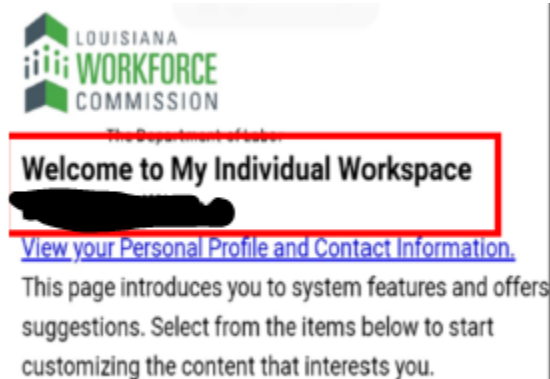 LOUISIANA
WORKFORCE
COMMISSION
The Department of Labor
Welcome to My Individual Workspace
View your Personal Profile and Contact Information.
This page introduces you to system features and offers
suggestions. Select from the items below to start
customizing the content that interests you.